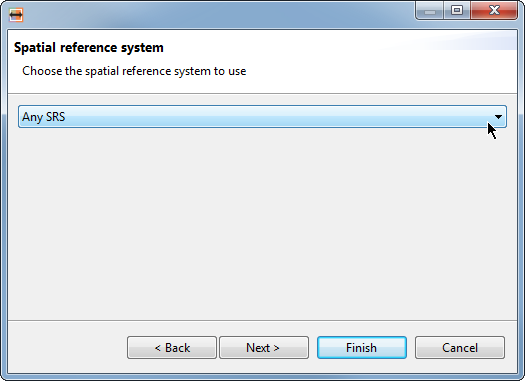 Spatial reference system
Choose the spatial reference system to use
Any SRS
< Back Next > Finish Cancel